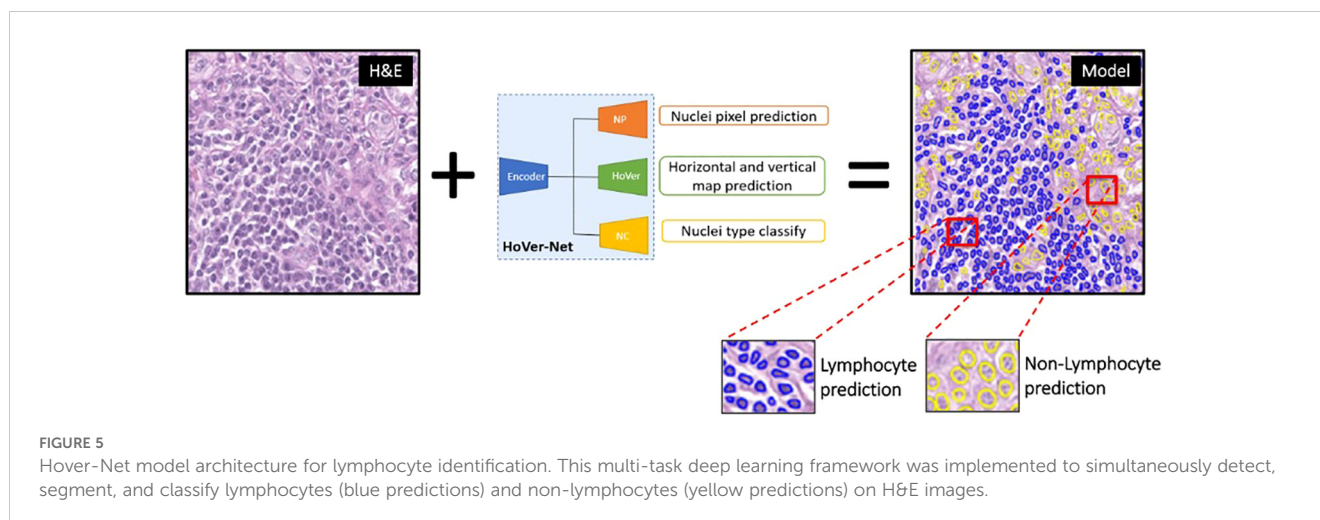 H&E
Model
NP
Nuclei pixel prediction
Encoder
HoVer
Horizontal and vertical
map prediction
NC
Nuclei type classify
HoVer-Net
Lymphocyte
prediction
Non-Lymphocyte
prediction
FIGURE 5
Hover-Net model architecture for lymphocyte identification. This multi-task deep learning framework was implemented to simultaneously detect,
segment, and classify lymphocytes (blue predictions) and non-lymphocytes (yellow predictions) on H&E images.